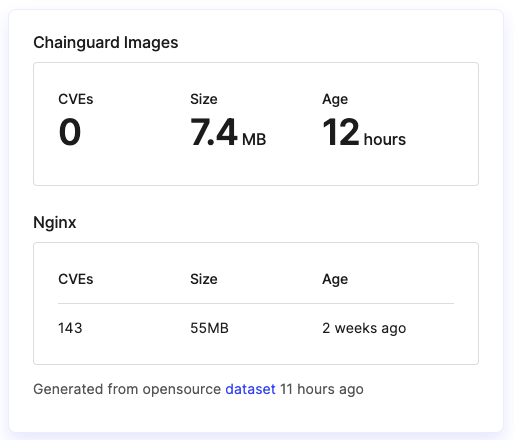 Chainguard Images
CVEs Size Age
0 7.4 MB 12 hours
Nginx
CVEs Size Age
143 55MB 2 weeks ago
Generated from opensource dataset 11 hours ago